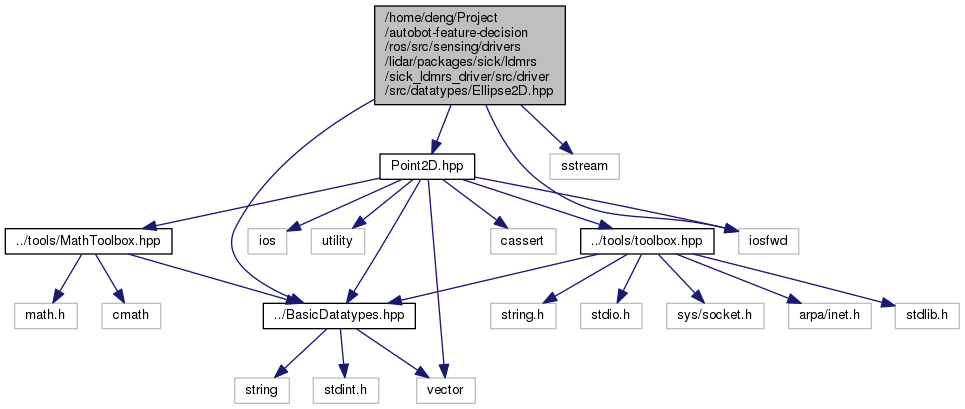 /home/deng/Project
/autobot-feature-decision
/ros/src/sensing/drivers
/lidar/packages/sick/ldmrs
/sick_ldmrs_driver/src/driver
/src/datatypes/Ellipse2D.hpp
Point2D.hpp
sstream
../tools/MathToolbox.hpp
ios
utility
cassert
../tools/toolbox.hpp
iosfwd
math.h
cmath
../BasicDatatypes.hpp
string.h
stdio.h
sys/socket.h
arpa/inet.h
stdlib.h
string
stdint.h
vector